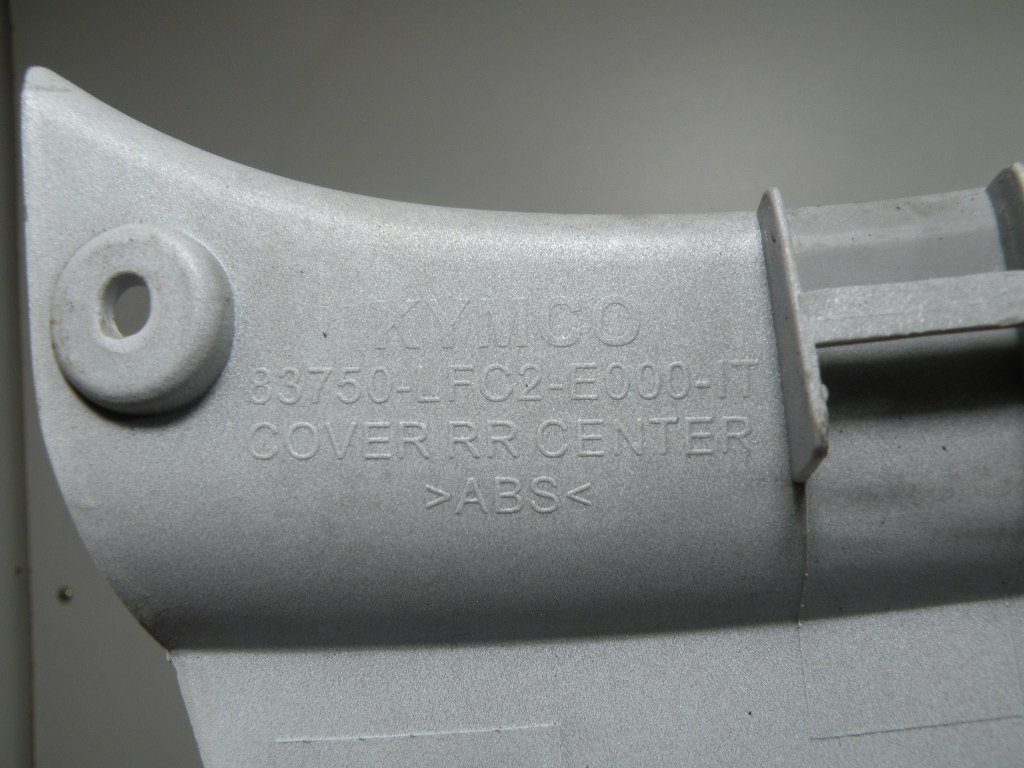 KYMCO
83750-LFC2-E000-IT
COVER RR CENTER
>ABS<